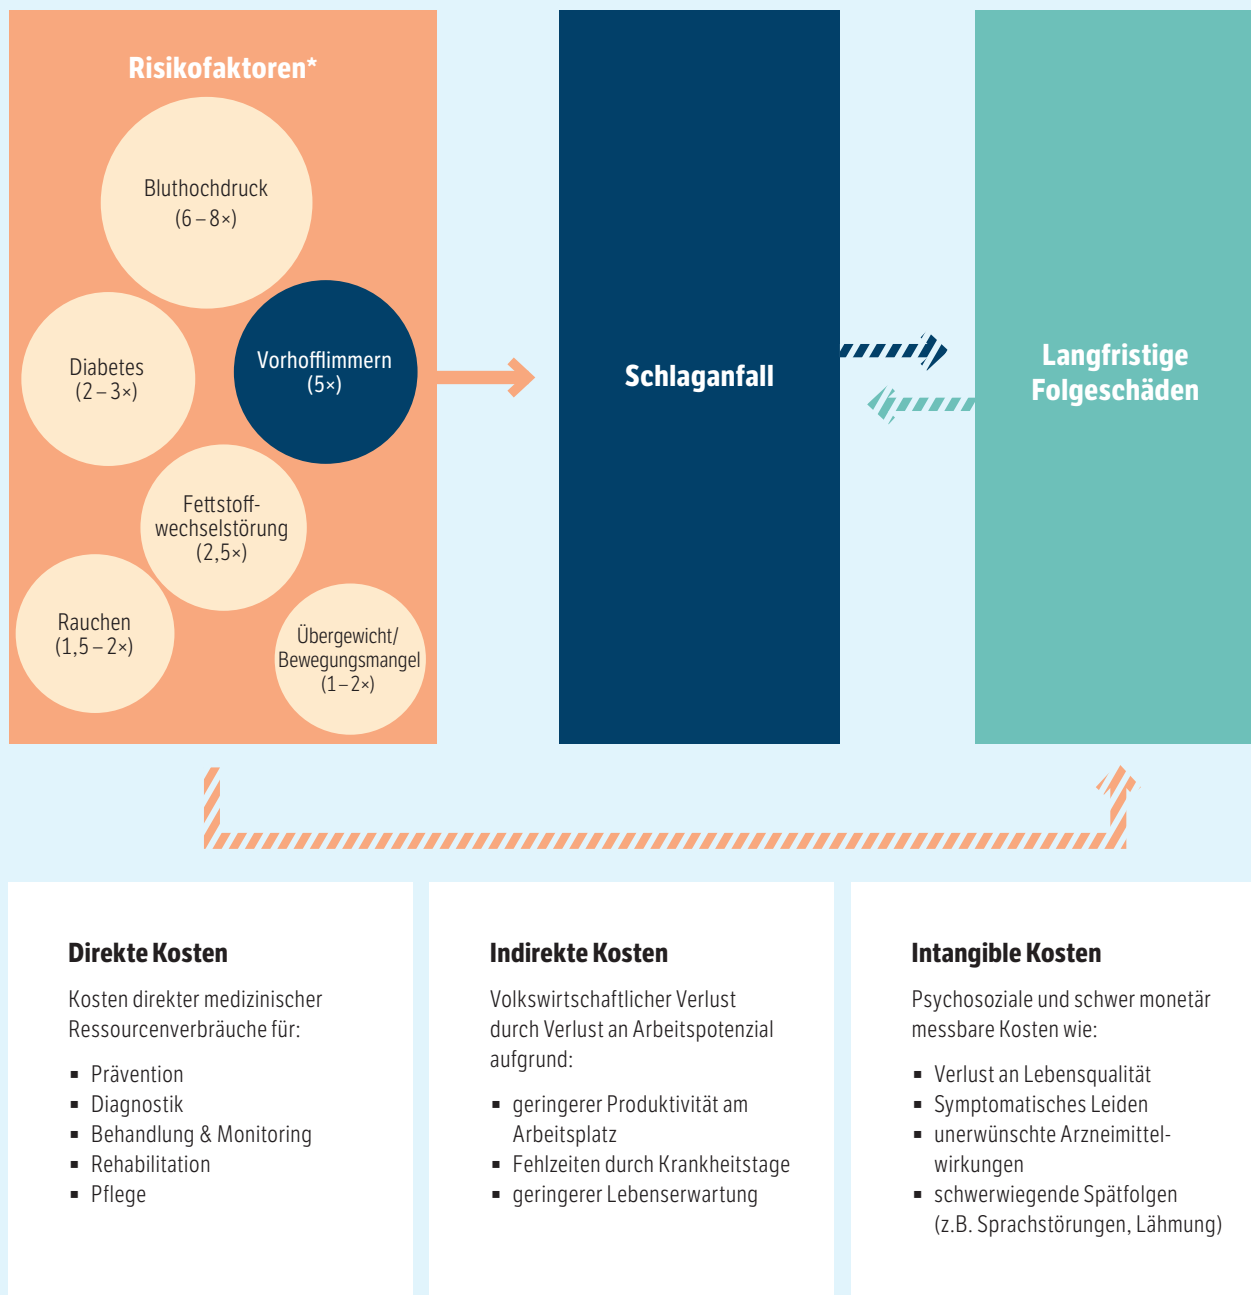 Risikofaktoren*
Bluthochdruck
(6 – 8×)
Diabetes
(2 – 3×)
Vorhofflimmern
(5×)
Fettstoff-
wechselstörung
(2,5×)
Rauchen
(1,5 – 2×)
Übergewicht/
Bewegungsmangel
(1 – 2×)
Schlaganfall
Langfristige
Folgeschäden
Direkte Kosten
Kosten direkter medizinischer
Ressourcenverbräuche für:
▪ Prävention
▪ Diagnostik
▪ Behandlung & Monitoring
▪ Rehabilitation
▪ Pflege
Indirekte Kosten
Volkswirtschaftlicher Verlust
durch Verlust an Arbeitspotenzial
aufgrund:
▪ geringerer Produktivität am
Arbeitsplatz
▪ Fehlzeiten durch Krankheitstage
▪ geringerer Lebenserwartung
Intangible Kosten
Psychosoziale und schwer monetär
messbare Kosten wie:
▪ Verlust an Lebensqualität
▪ Symptomatisches Leiden
▪ unerwünschte Arzneimittel-
wirkungen
▪ schwerwiegende Spätfolgen
(z.B. Sprachstörungen, Lähmung)